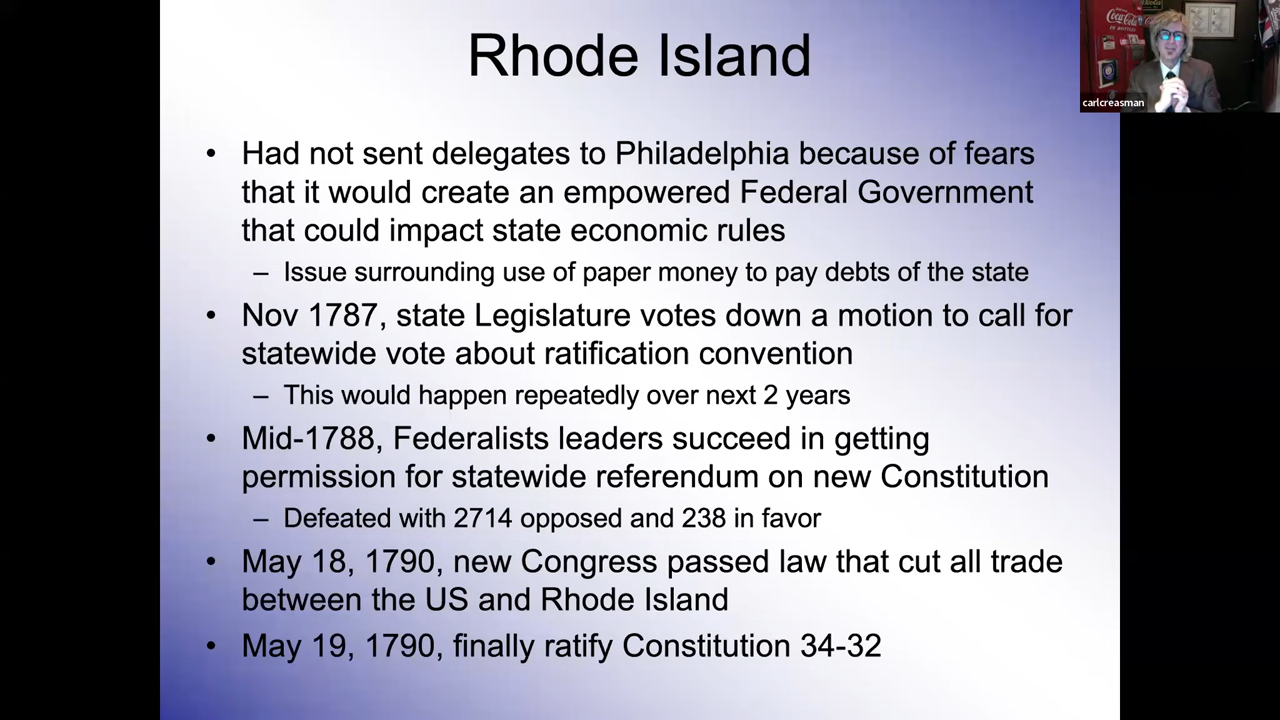 Rhode Island
• Had not sent delegates to Philadelphia because of fears
that it would create an empowered Federal Government
that could impact state economic rules
– Issue surrounding use of paper money to pay debts of the state
• Nov 1787, state Legislature votes down a motion to call for
statewide vote about ratification convention
– This would happen repeatedly over next 2 years
• Mid-1788, Federalists leaders succeed in getting
permission for statewide referendum on new Constitution
– Defeated with 2714 opposed and 238 in favor
• May 18, 1790, new Congress passed law that cut all trade
between the US and Rhode Island
• May 19, 1790, finally ratify Constitution 34-32
Coca-Cola
carlcreasman